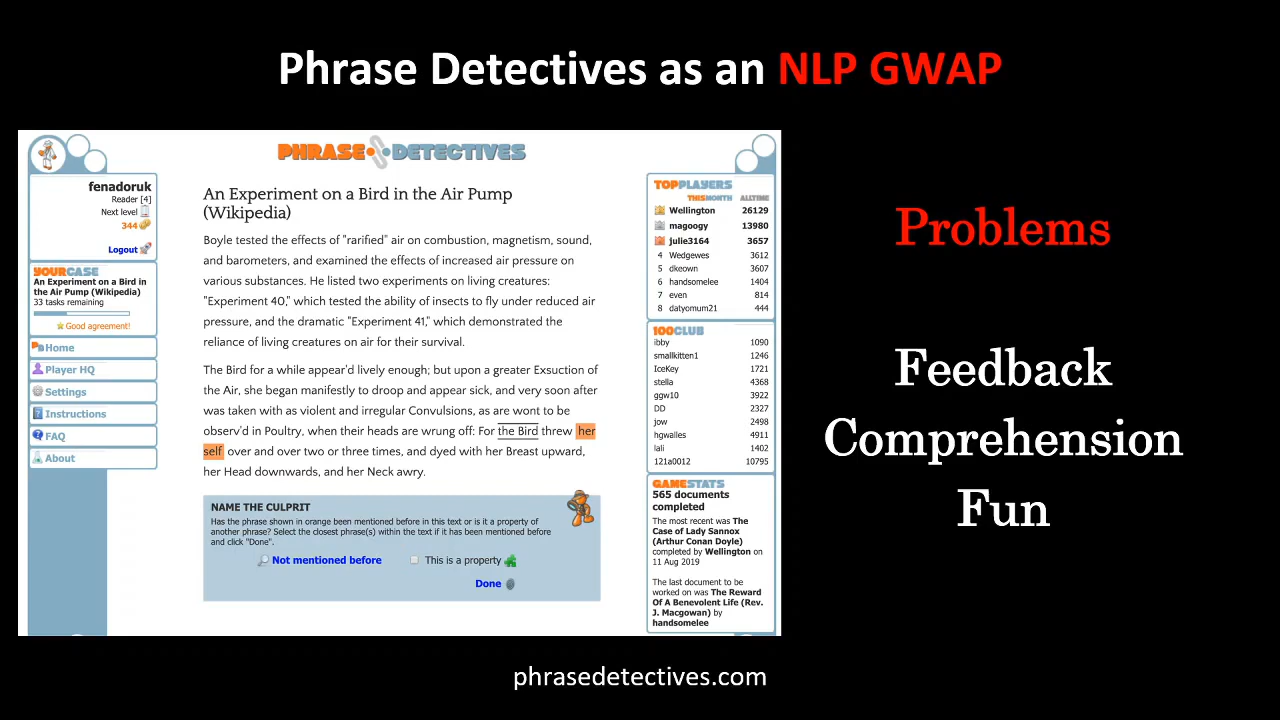 Phrase Detectives as an NLP GWAP
PHRASE DETECTIVES
fenadoruk
Reader [4]
Next level
344
Logout
YOURCASE
An Experiment on a Bird in
the Air Pump (Wikipedia)
33 tasks remaining
Good agreement!
Home
Player HQ
Settings
Instructions
FAQ
About
An Experiment on a Bird in the Air Pump
(Wikipedia)
Boyle tested the effects of "rarified" air on combustion, magnetism, sound,
and barometers, and examined the effects of increased air pressure on
various substances. He listed two experiments on living creatures:
"Experiment 40," which tested the ability of insects to fly under reduced air
pressure, and the dramatic "Experiment 41," which demonstrated the
reliance of living creatures on air for their survival.
The Bird for a while appear'd lively enough; but upon a greater Exsuction of
the Air, she began manifestly to droop and appear sick, and very soon after
was taken with as violent and irregular Convulsions, as are wont to be
observ'd in Poultry, when their heads are wrung off: For the Bird threw her
self over and over two or three times, and dyed with her Breast upward,
her Head downwards, and her Neck awry.
NAME THE CULPRIT
Has the phrase shown in orange been mentioned before in this text or is it a property of
another phrase? Select the closest phrase(s) within the text if it has been mentioned before
and click "Done".
Not mentioned before This is a property
Done
TOPPLAYERS
THISMONTH ALLTIME
Wellington 26129
magoogy 13980
julie3164 3657
4 Wedgewes 3612
5 dkeown 3607
6 handsomelee 1404
7 even 814
8 datyomum21 444
100CLUB
ibby 1090
smallkitten1 1246
IceKey 1721
stella 4368
ggw10 3922
DD 2327
jow 2498
hgwalles 4911
lali 1402
121a0012 10795
GAMESTATS
565 documents
completed
The most recent was The
Case of Lady Sannox
(Arthur Conan Doyle)
completed by Wellington on
11 Aug 2019
The last document to be
worked on was The Reward
Of A Benevolent Life (Rev.
J. Macgowan) by
handsomelee
Problems
Feedback
Comprehension
Fun
phrasedetectives.com